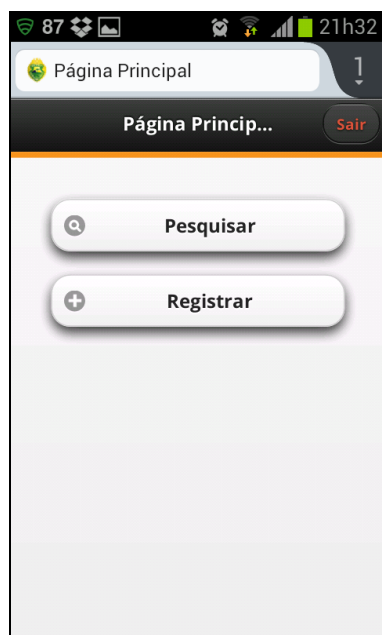 87 21h32
Página Principal 1
Página Princip... Sair
Pesquisar
Registrar